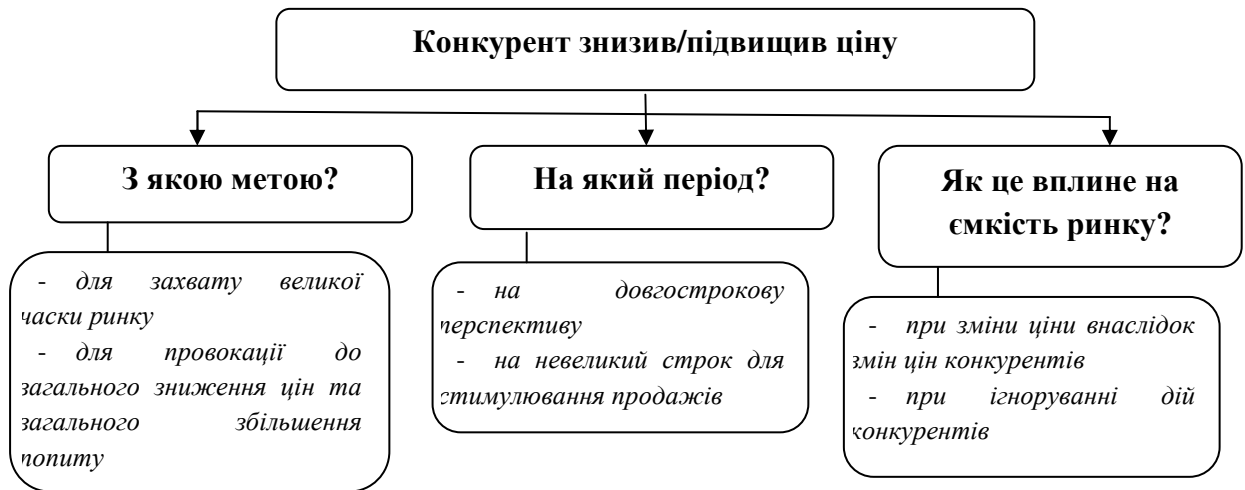 Конкурент знизив/підвищив ціну
З якою метою?
- для захвату великої
частки ринку
- для провокації до
загального зниження цін та
загального збільшення
попиту
На який період?
- на довгострокову
перспективу
- на невеликий строк для
стимулювання продажів
Як це вплине на
ємкість ринку?
- при зміни ціни внаслідок
змін цін конкурентів
- при ігноруванні дій
конкурентів